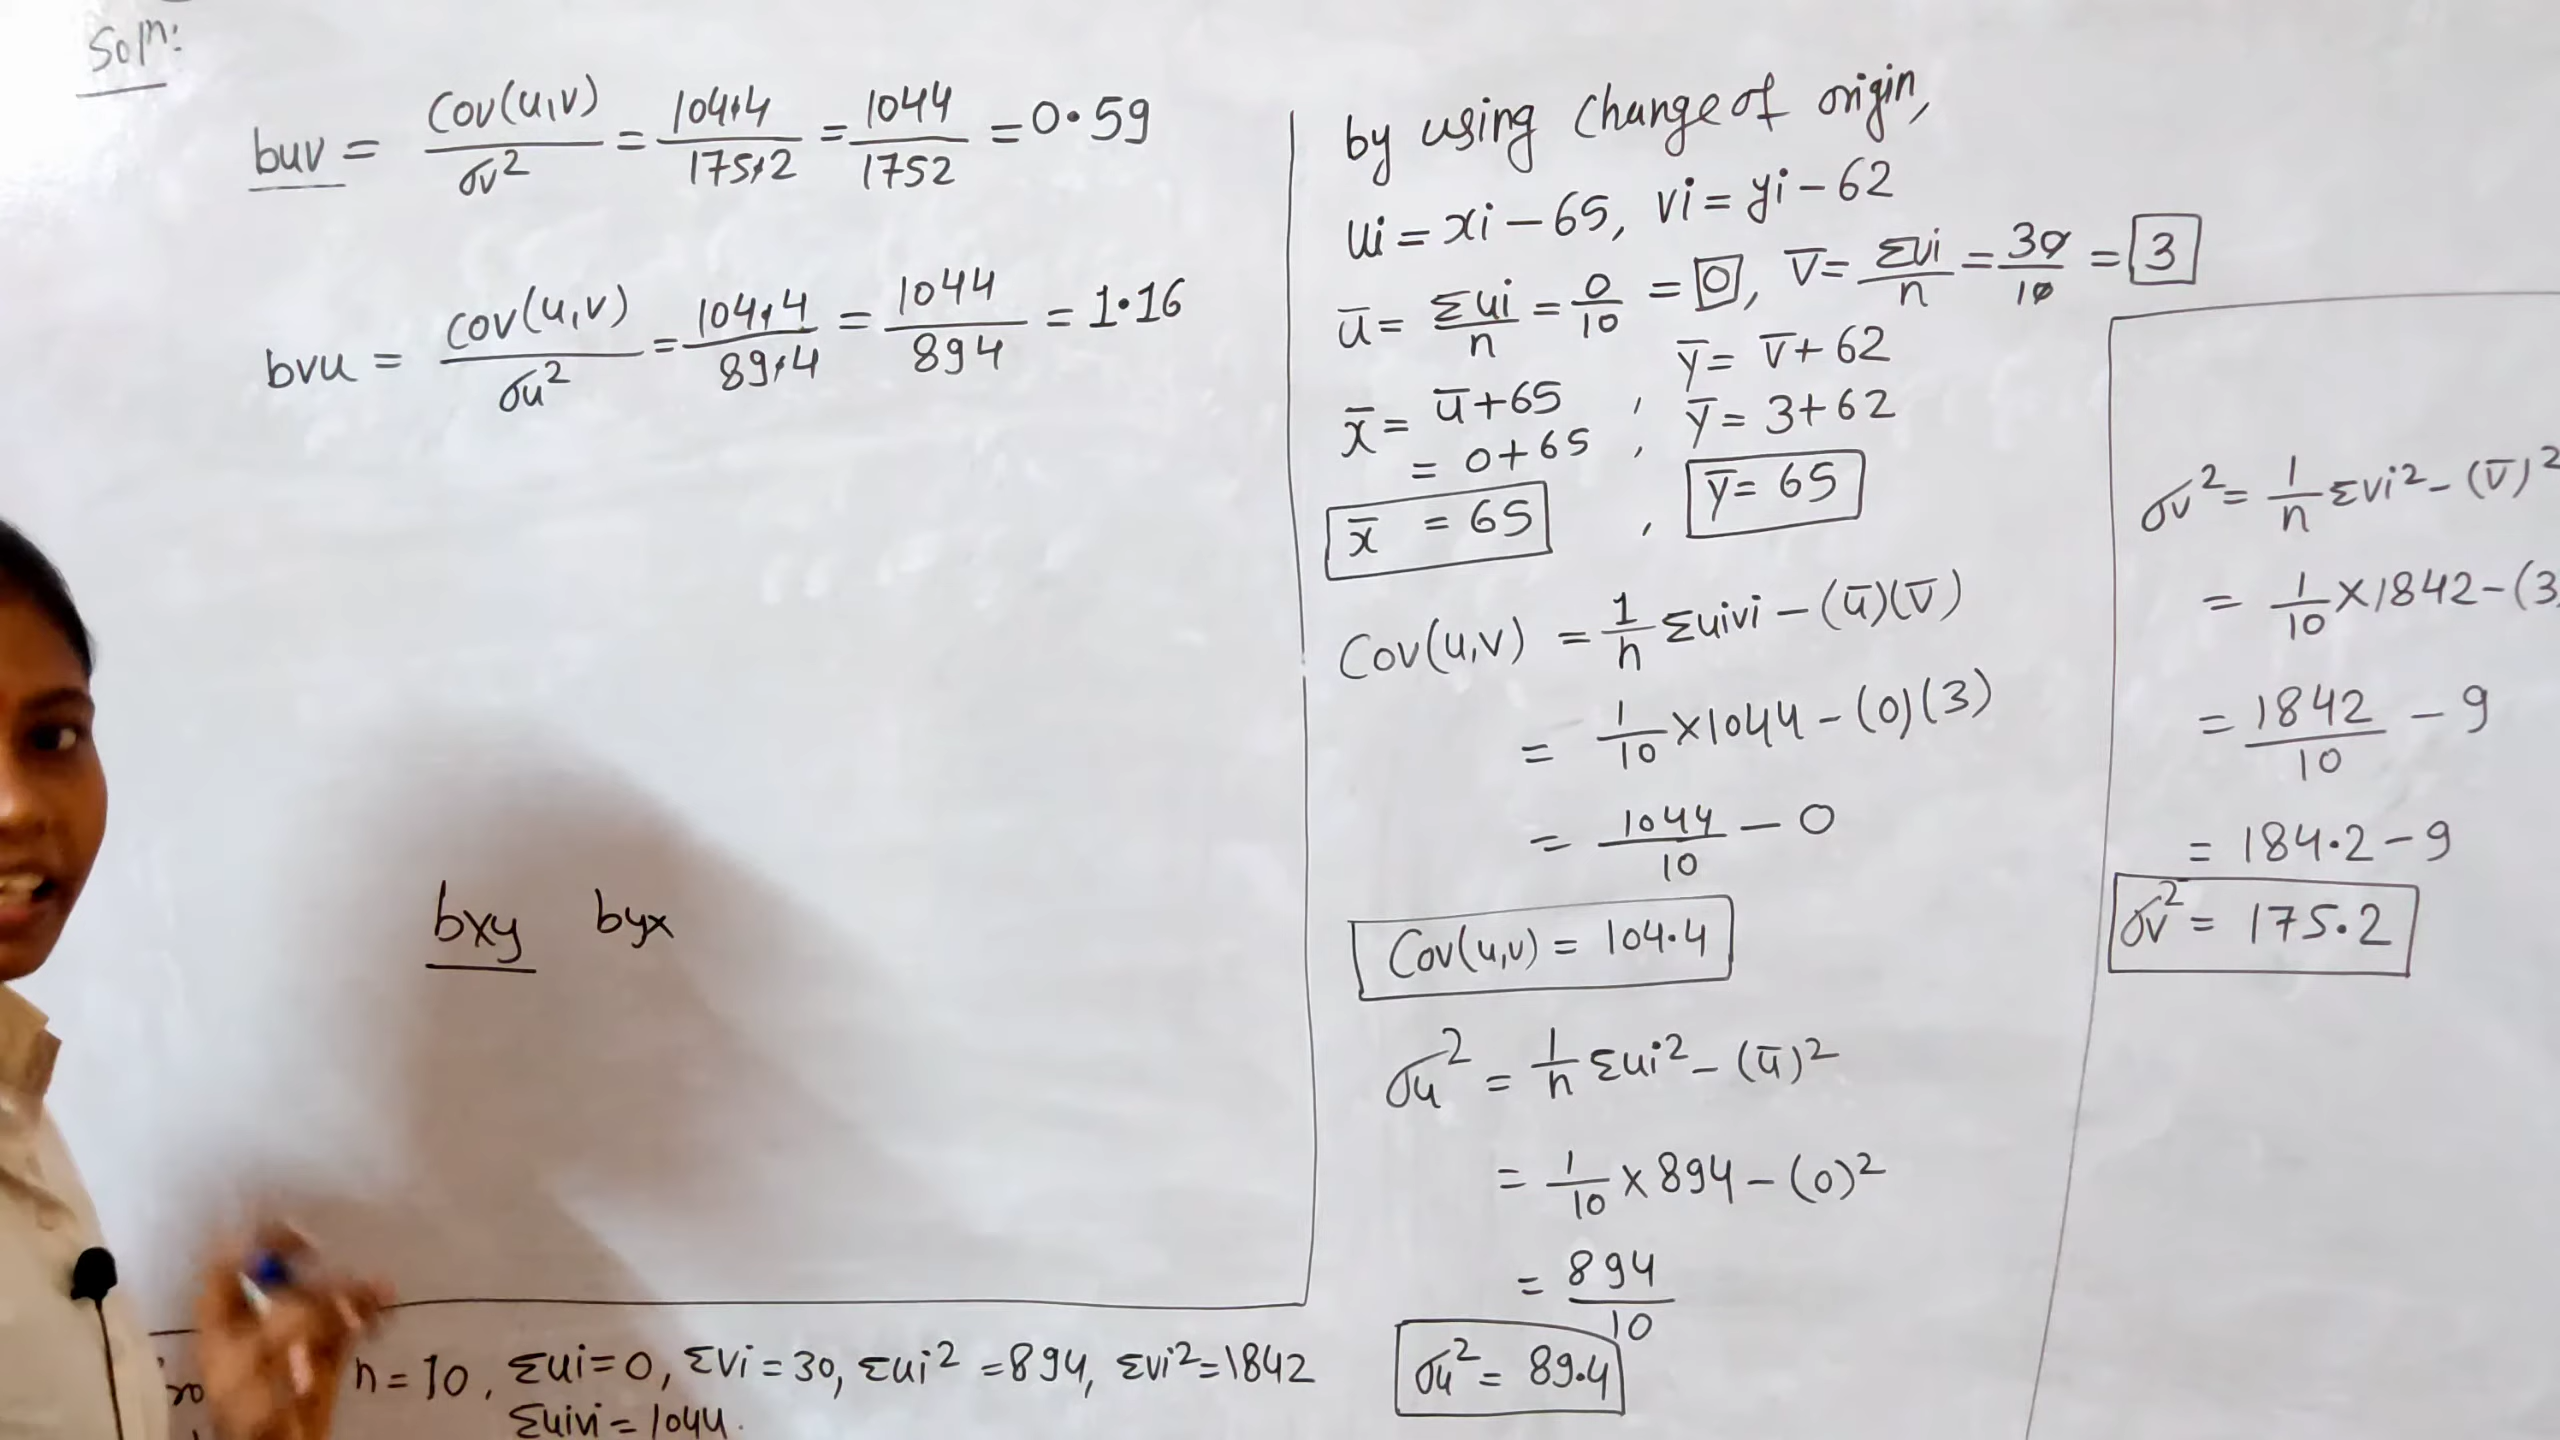 Soln:
buv = Cov(u,v)/σv² = 104.4/175.2 = 1044/1752 = 0.59
bvu = cov(u,v)/σu² = 104.4/89.4 = 1044/894 = 1.16
bxy byx
n = 10, Σui = 0, Σvi = 30, Σui² = 894, Σvi² = 1842
Σuivi = 1044.
by using change of origin,
ui = xi - 65, vi = yi - 62
ū = Σui/n = 0/10 = 0, v̄ = Σvi/n = 30/10 = 3
x̄ = ū + 65, ȳ = v̄ + 62
= 0 + 65, ȳ = 3 + 62
x̄ = 65, ȳ = 65
Cov(u,v) = 1/n Σuivi - (ū)(v̄)
= 1/10 × 1044 - (0)(3)
= 1044/10 - 0
Cov(u,v) = 104.4
σu² = 1/n Σui² - (ū)²
= 1/10 × 894 - (0)²
= 894/10
σu² = 89.4
σv² = 1/n Σvi² - (v̄)²
= 1/10 × 1842 - (3
= 1842/10 - 9
= 184.2 - 9
σv² = 175.2